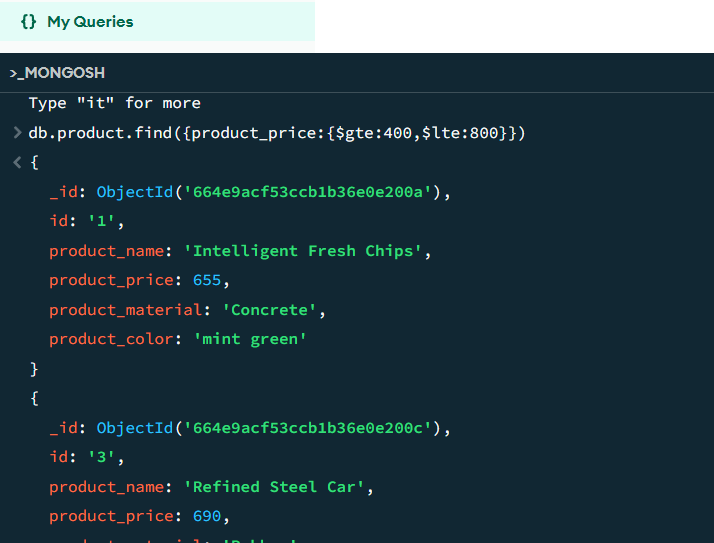 {} My Queries
>_MONGOSH
Type "it" for more
> db.product.find({product_price:{$gte:400,$lte:800}})
< {
_id: ObjectId('664e9acf53ccb1b36e0e200a'),
id: '1',
product_name: 'Intelligent Fresh Chips',
product_price: 655,
product_material: 'Concrete',
product_color: 'mint green'
}
{
_id: ObjectId('664e9acf53ccb1b36e0e200c'),
id: '3',
product_name: 'Refined Steel Car',
product_price: 690,